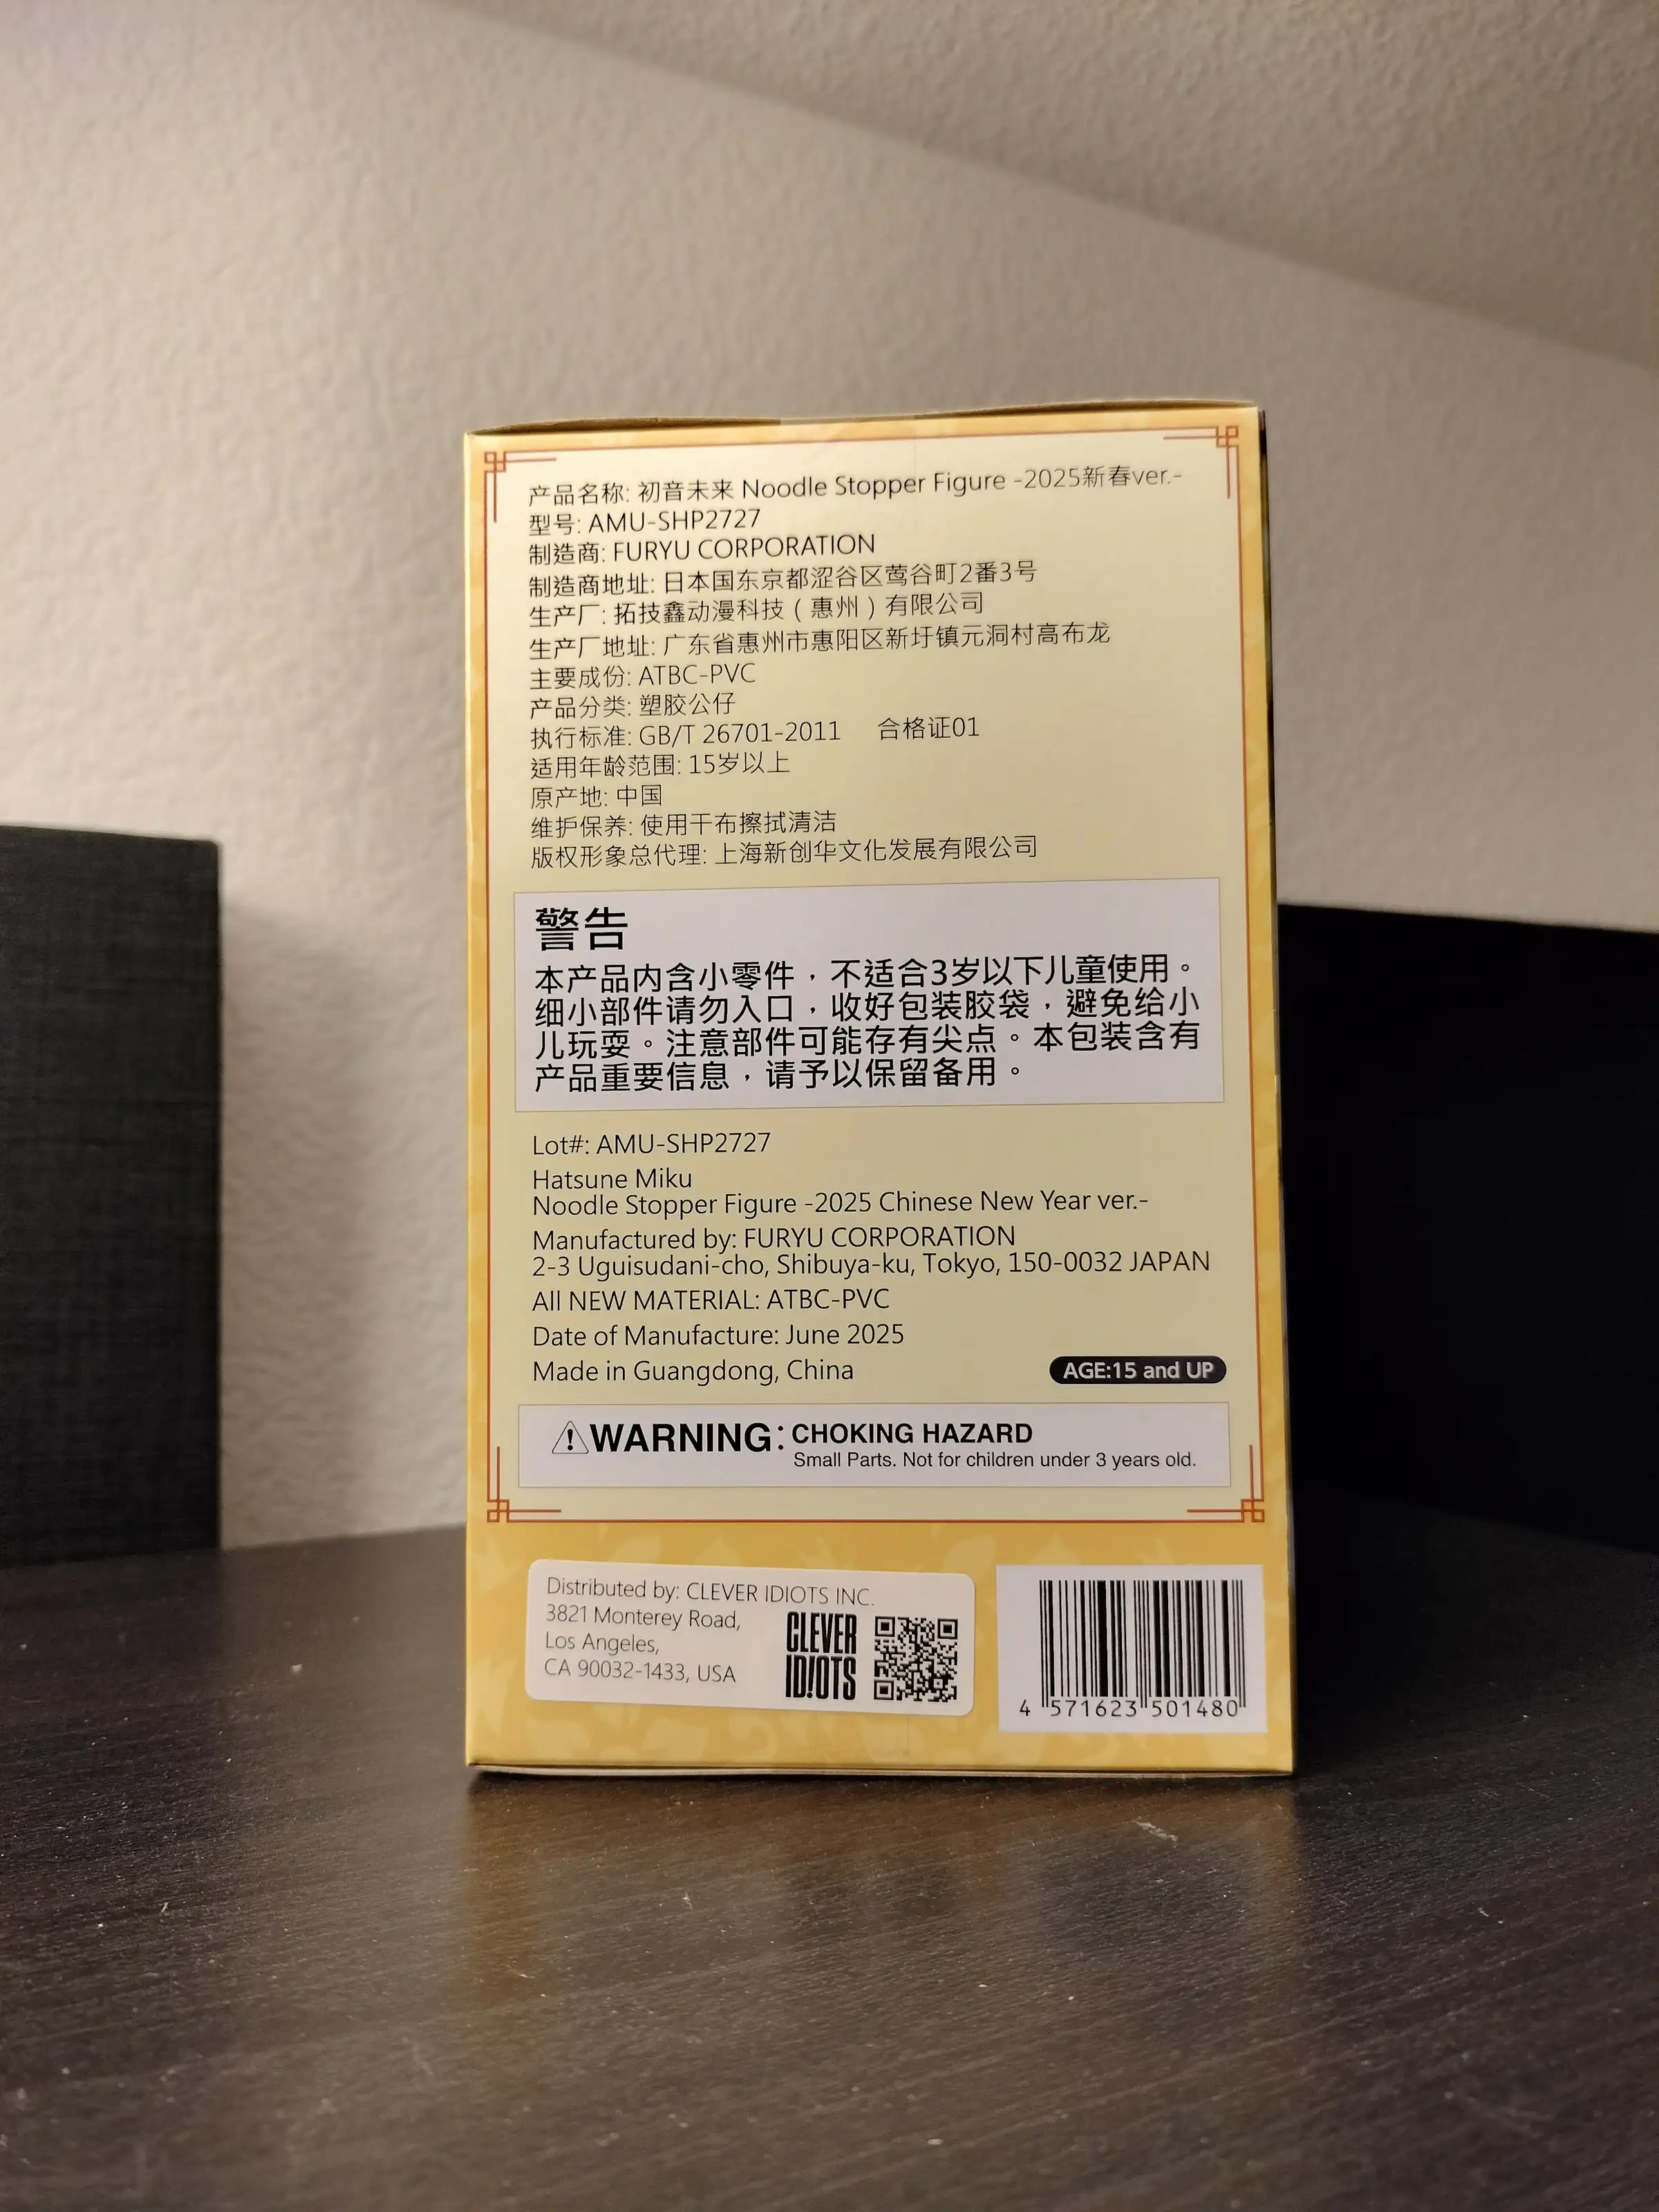 产品名称: 初音未来 Noodle Stopper Figure -2025新春ver.-
型号: AMU-SHP2727
制造商: FURYU CORPORATION
制造商地址: 日本国东京都涩谷区莺谷町2番3号
生产厂: 拓技鑫动漫科技（惠州）有限公司
生产厂地址: 广东省惠州市惠阳区新圩镇元洞村高布龙
主要成份: ATBC-PVC
产品分类: 塑胶公仔
执行标准: GB/T 26701-2011 合格证01
适用年龄范围: 15岁以上
原产地: 中国
维护保养: 使用干布擦拭清洁
版权形象总代理: 上海新创华文化发展有限公司
警告
本产品内含小零件，不适合3岁以下儿童使用。
细小部件请勿入口，收好包装胶袋，避免给小
儿玩耍。注意部件可能存有尖点。本包装含有
产品重要信息，请予以保留备用。
Lot#: AMU-SHP2727
Hatsune Miku
Noodle Stopper Figure -2025 Chinese New Year ver.-
Manufactured by: FURYU CORPORATION
2-3 Uguisudani-cho, Shibuya-ku, Tokyo, 150-0032 JAPAN
All NEW MATERIAL: ATBC-PVC
Date of Manufacture: June 2025
Made in Guangdong, China
AGE:15 and UP
WARNING: CHOKING HAZARD
Small Parts. Not for children under 3 years old.
Distributed by: CLEVER IDIOTS INC.
3821 Monterey Road,
Los Angeles,
CA 90032-1433, USA
CLEVER
ID!OTS
4 571623 501480